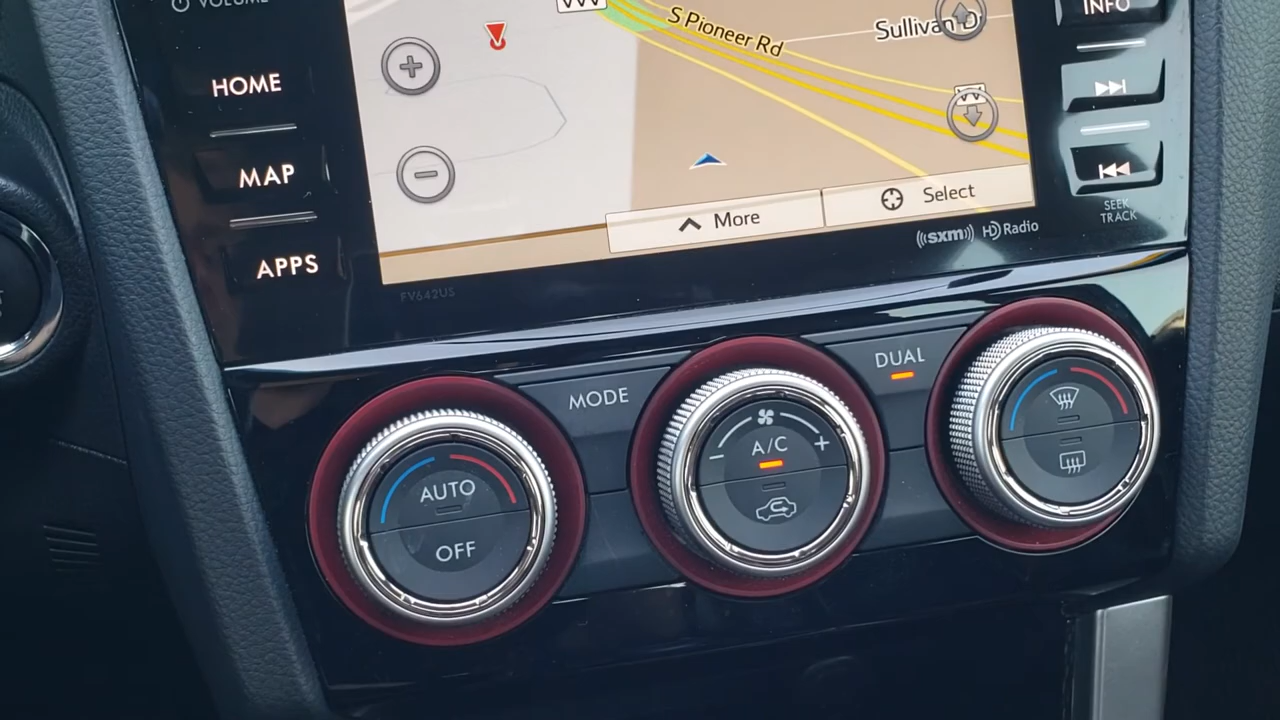 VOLUME
INFO
S Pioneer Rd
Sullivan D
HOME
MAP
APPS
More
Select
SEEK
TRACK
sxm
HD Radio
FV642US
MODE
DUAL
A/C
AUTO
OFF